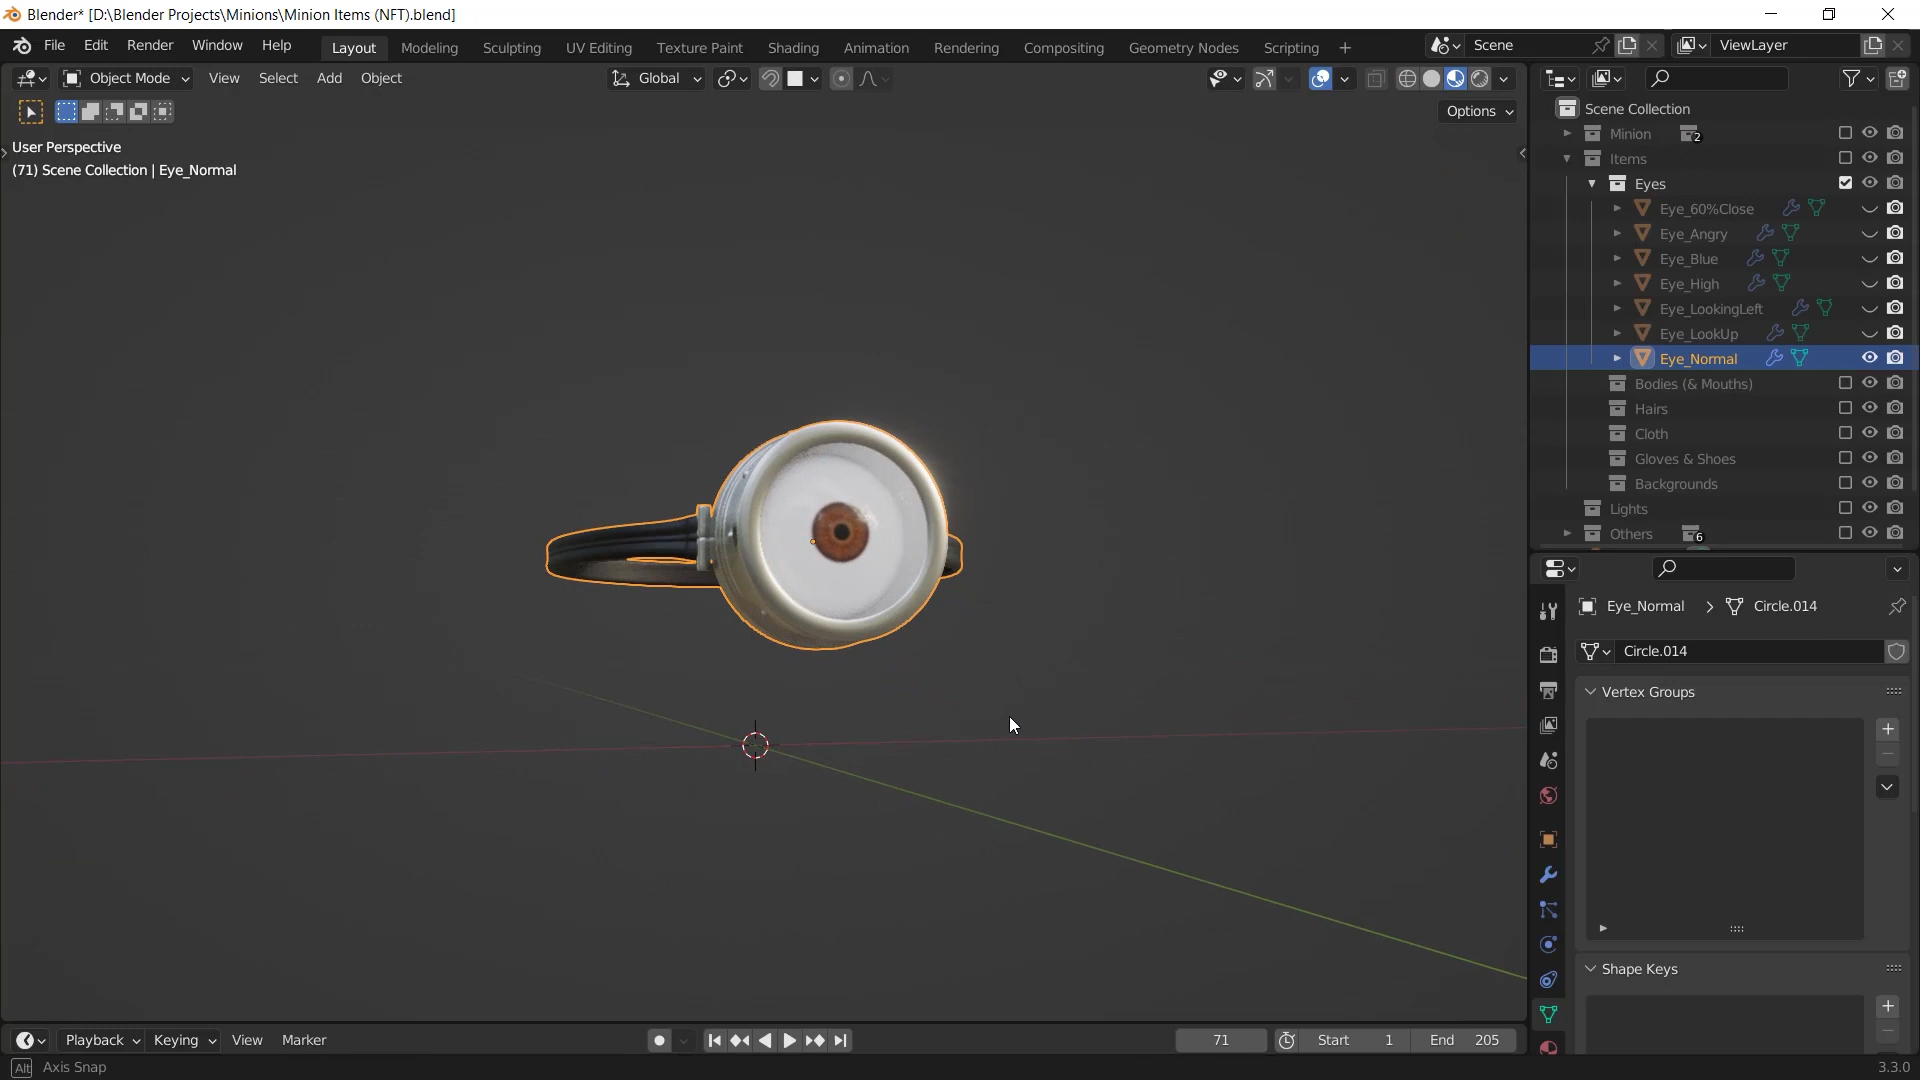 Blender* [D:\Blender Projects\Minions\Minion Items (NFT).blend]
File Edit Render Window Help Layout Modeling Sculpting UV Editing Texture Paint Shading Animation Rendering Compositing Geometry Nodes Scripting + Scene ViewLayer
Object Mode View Select Add Object Global
Options
User Perspective
(71) Scene Collection | Eye_Normal
Scene Collection
Minion 2
Items
Eyes
Eye_60%Close
Eye_Angry
Eye_Blue
Eye_High
Eye_LookingLeft
Eye_LookUp
Eye_Normal
Bodies (& Mouths)
Hairs
Cloth
Gloves & Shoes
Backgrounds
Lights
Others 6
Eye_Normal > Circle.014
Circle.014
Vertex Groups
Shape Keys
Playback Keying View Marker 71 Start 1 End 205
Alt Axis Snap 3.3.0